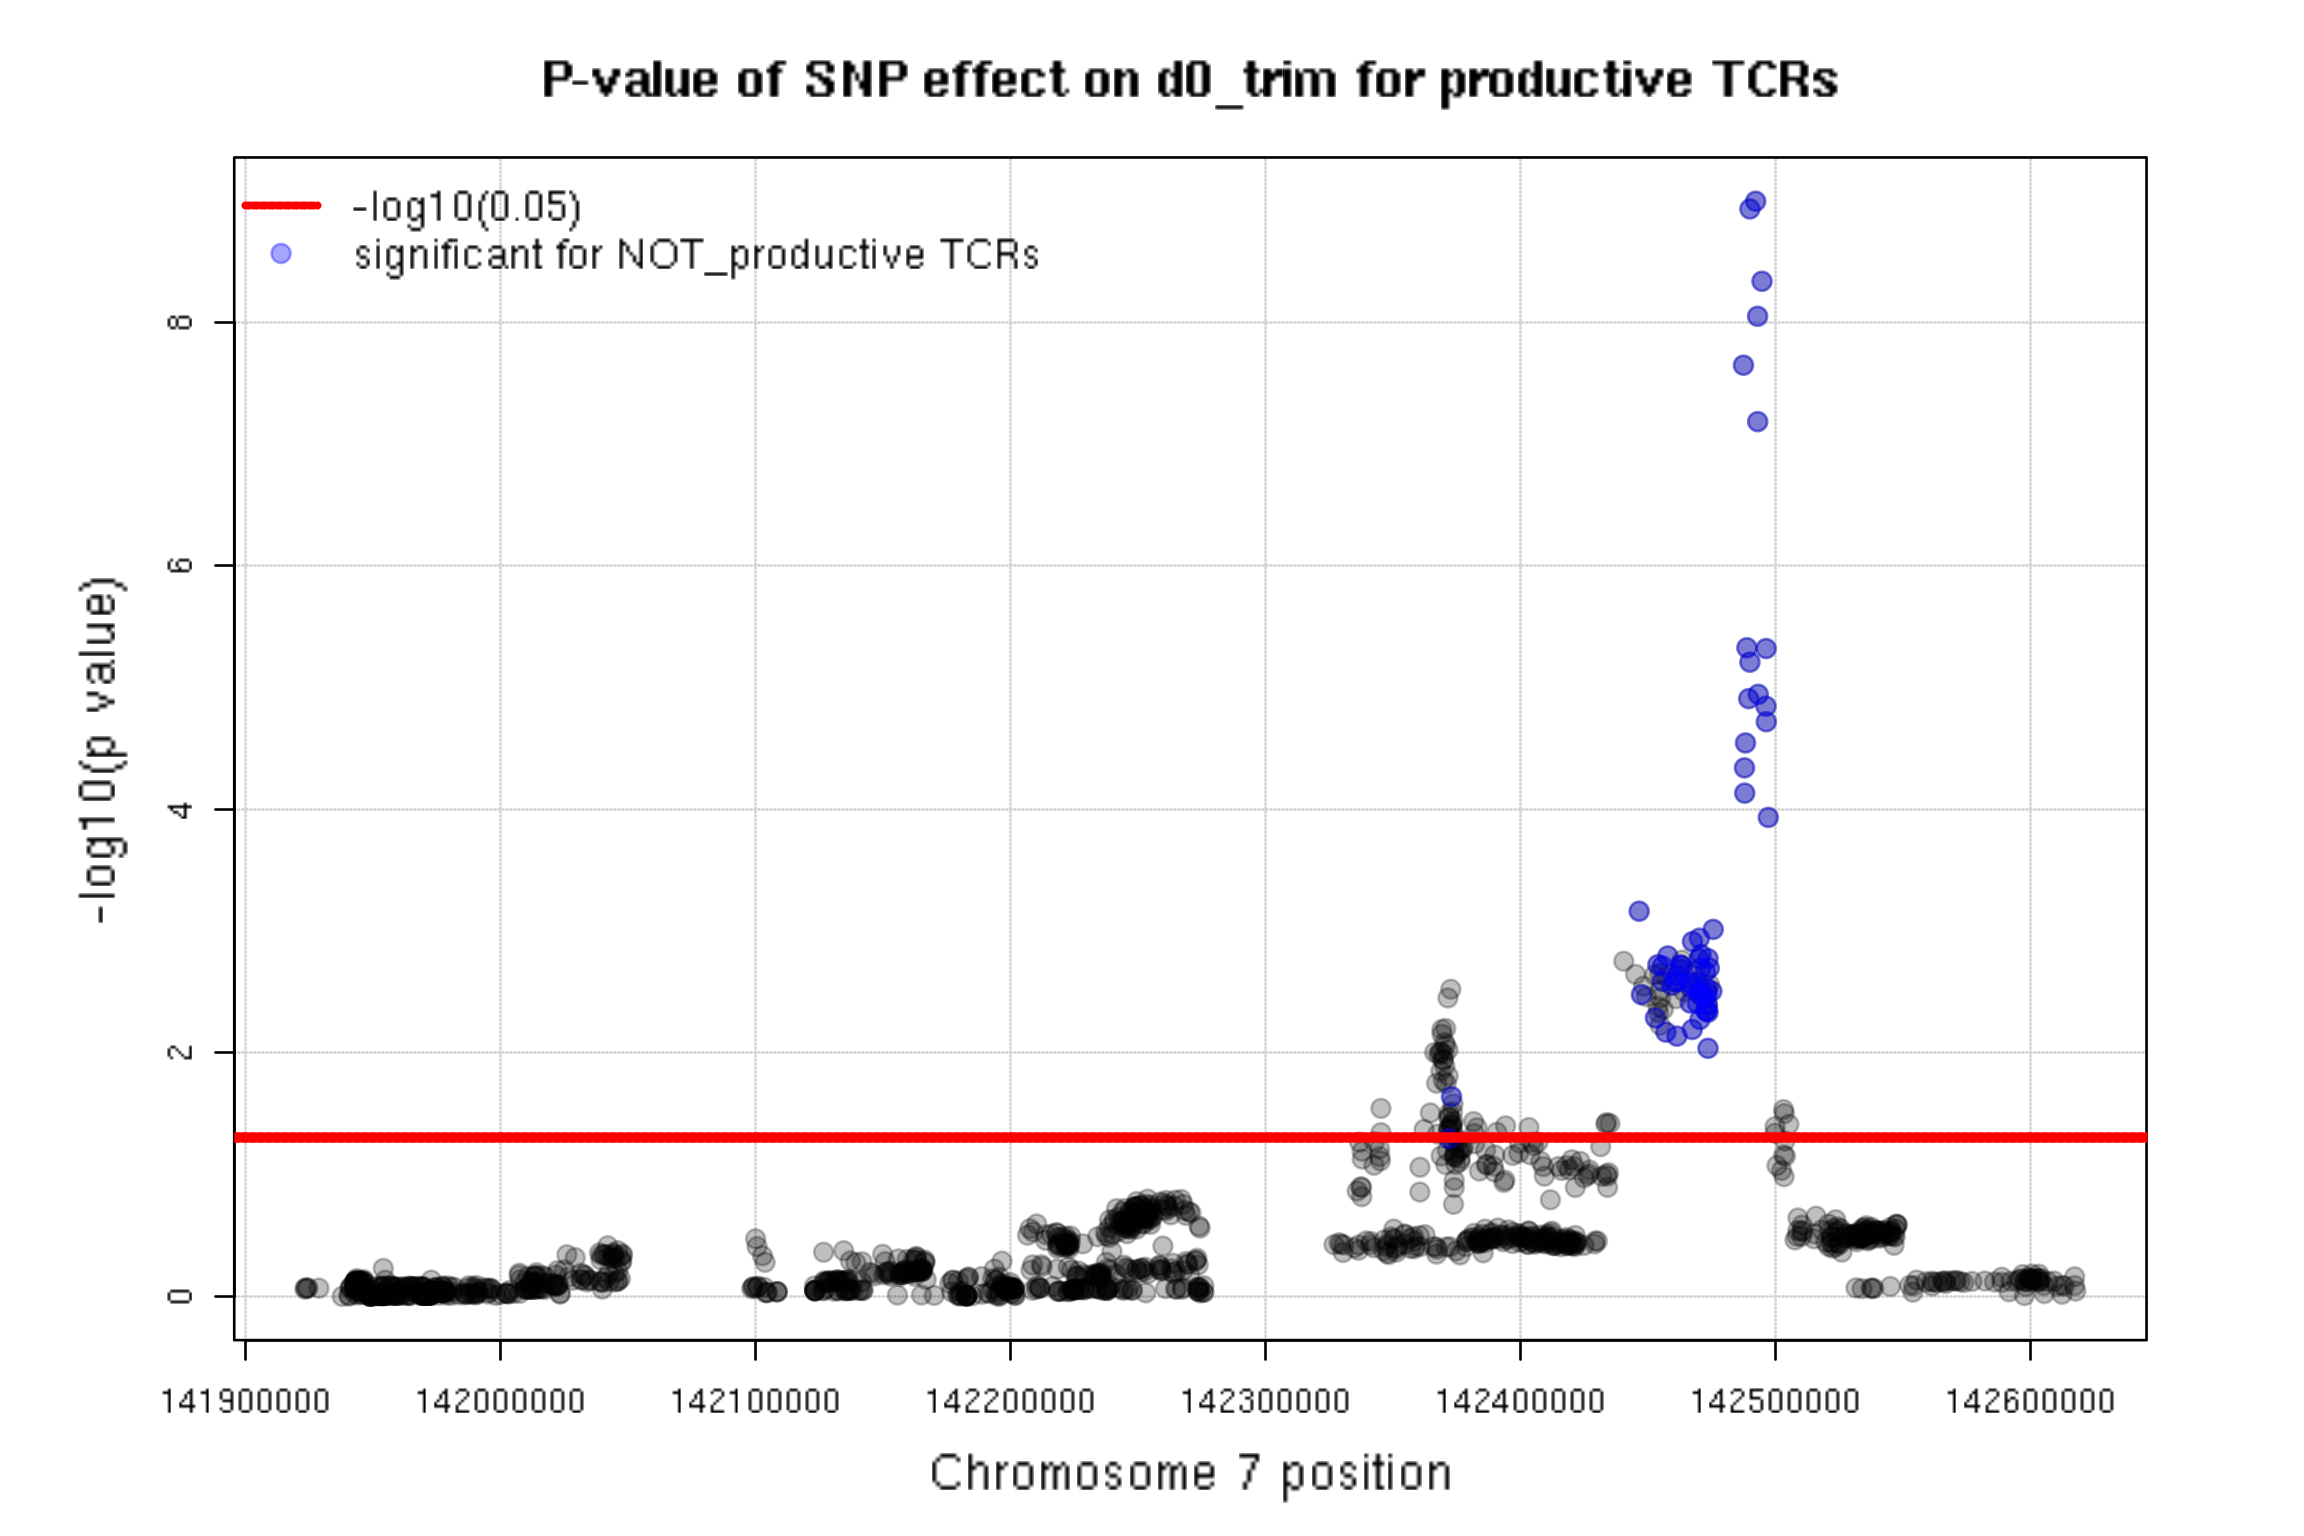 P-value of SNP effect on d0_trim for productive TCRs
-log10(0.05)
significant for NOT_productive TCRs
-log10(p value)
8
6
4
2
0
141900000 142000000 142100000 142200000 142300000 142400000 142500000 142600000
Chromosome 7 position